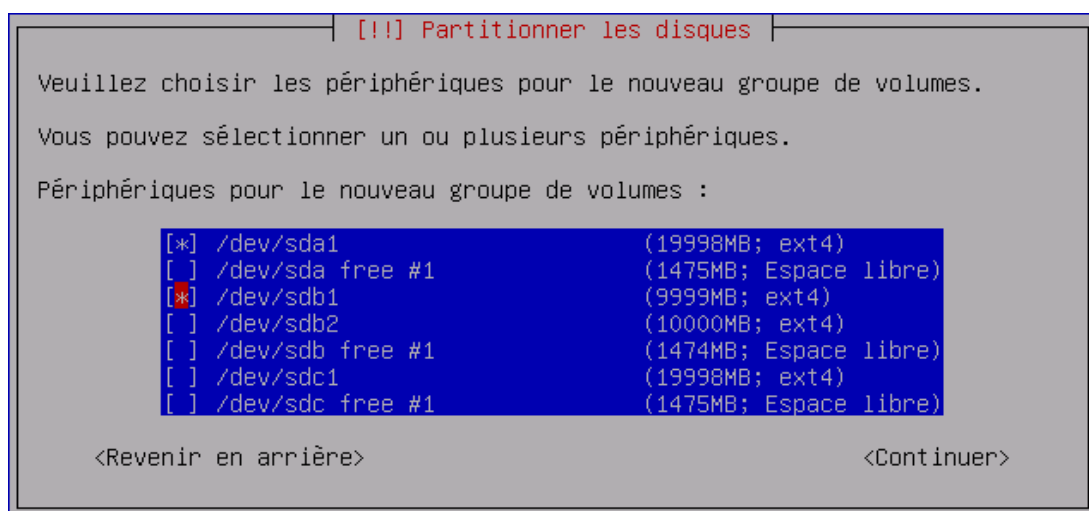 [!!] Partitionner les disques
Veuillez choisir les périphériques pour le nouveau groupe de volumes.
Vous pouvez sélectionner un ou plusieurs périphériques.
Périphériques pour le nouveau groupe de volumes :
[*] /dev/sda1 (19998MB; ext4)
[ ] /dev/sda free #1 (1475MB; Espace libre)
[*] /dev/sdb1 (9999MB; ext4)
[ ] /dev/sdb2 (10000MB; ext4)
[ ] /dev/sdb free #1 (1474MB; Espace libre)
[ ] /dev/sdc1 (19998MB; ext4)
[ ] /dev/sdc free #1 (1475MB; Espace libre)
<Revenir en arrière> <Continuer>